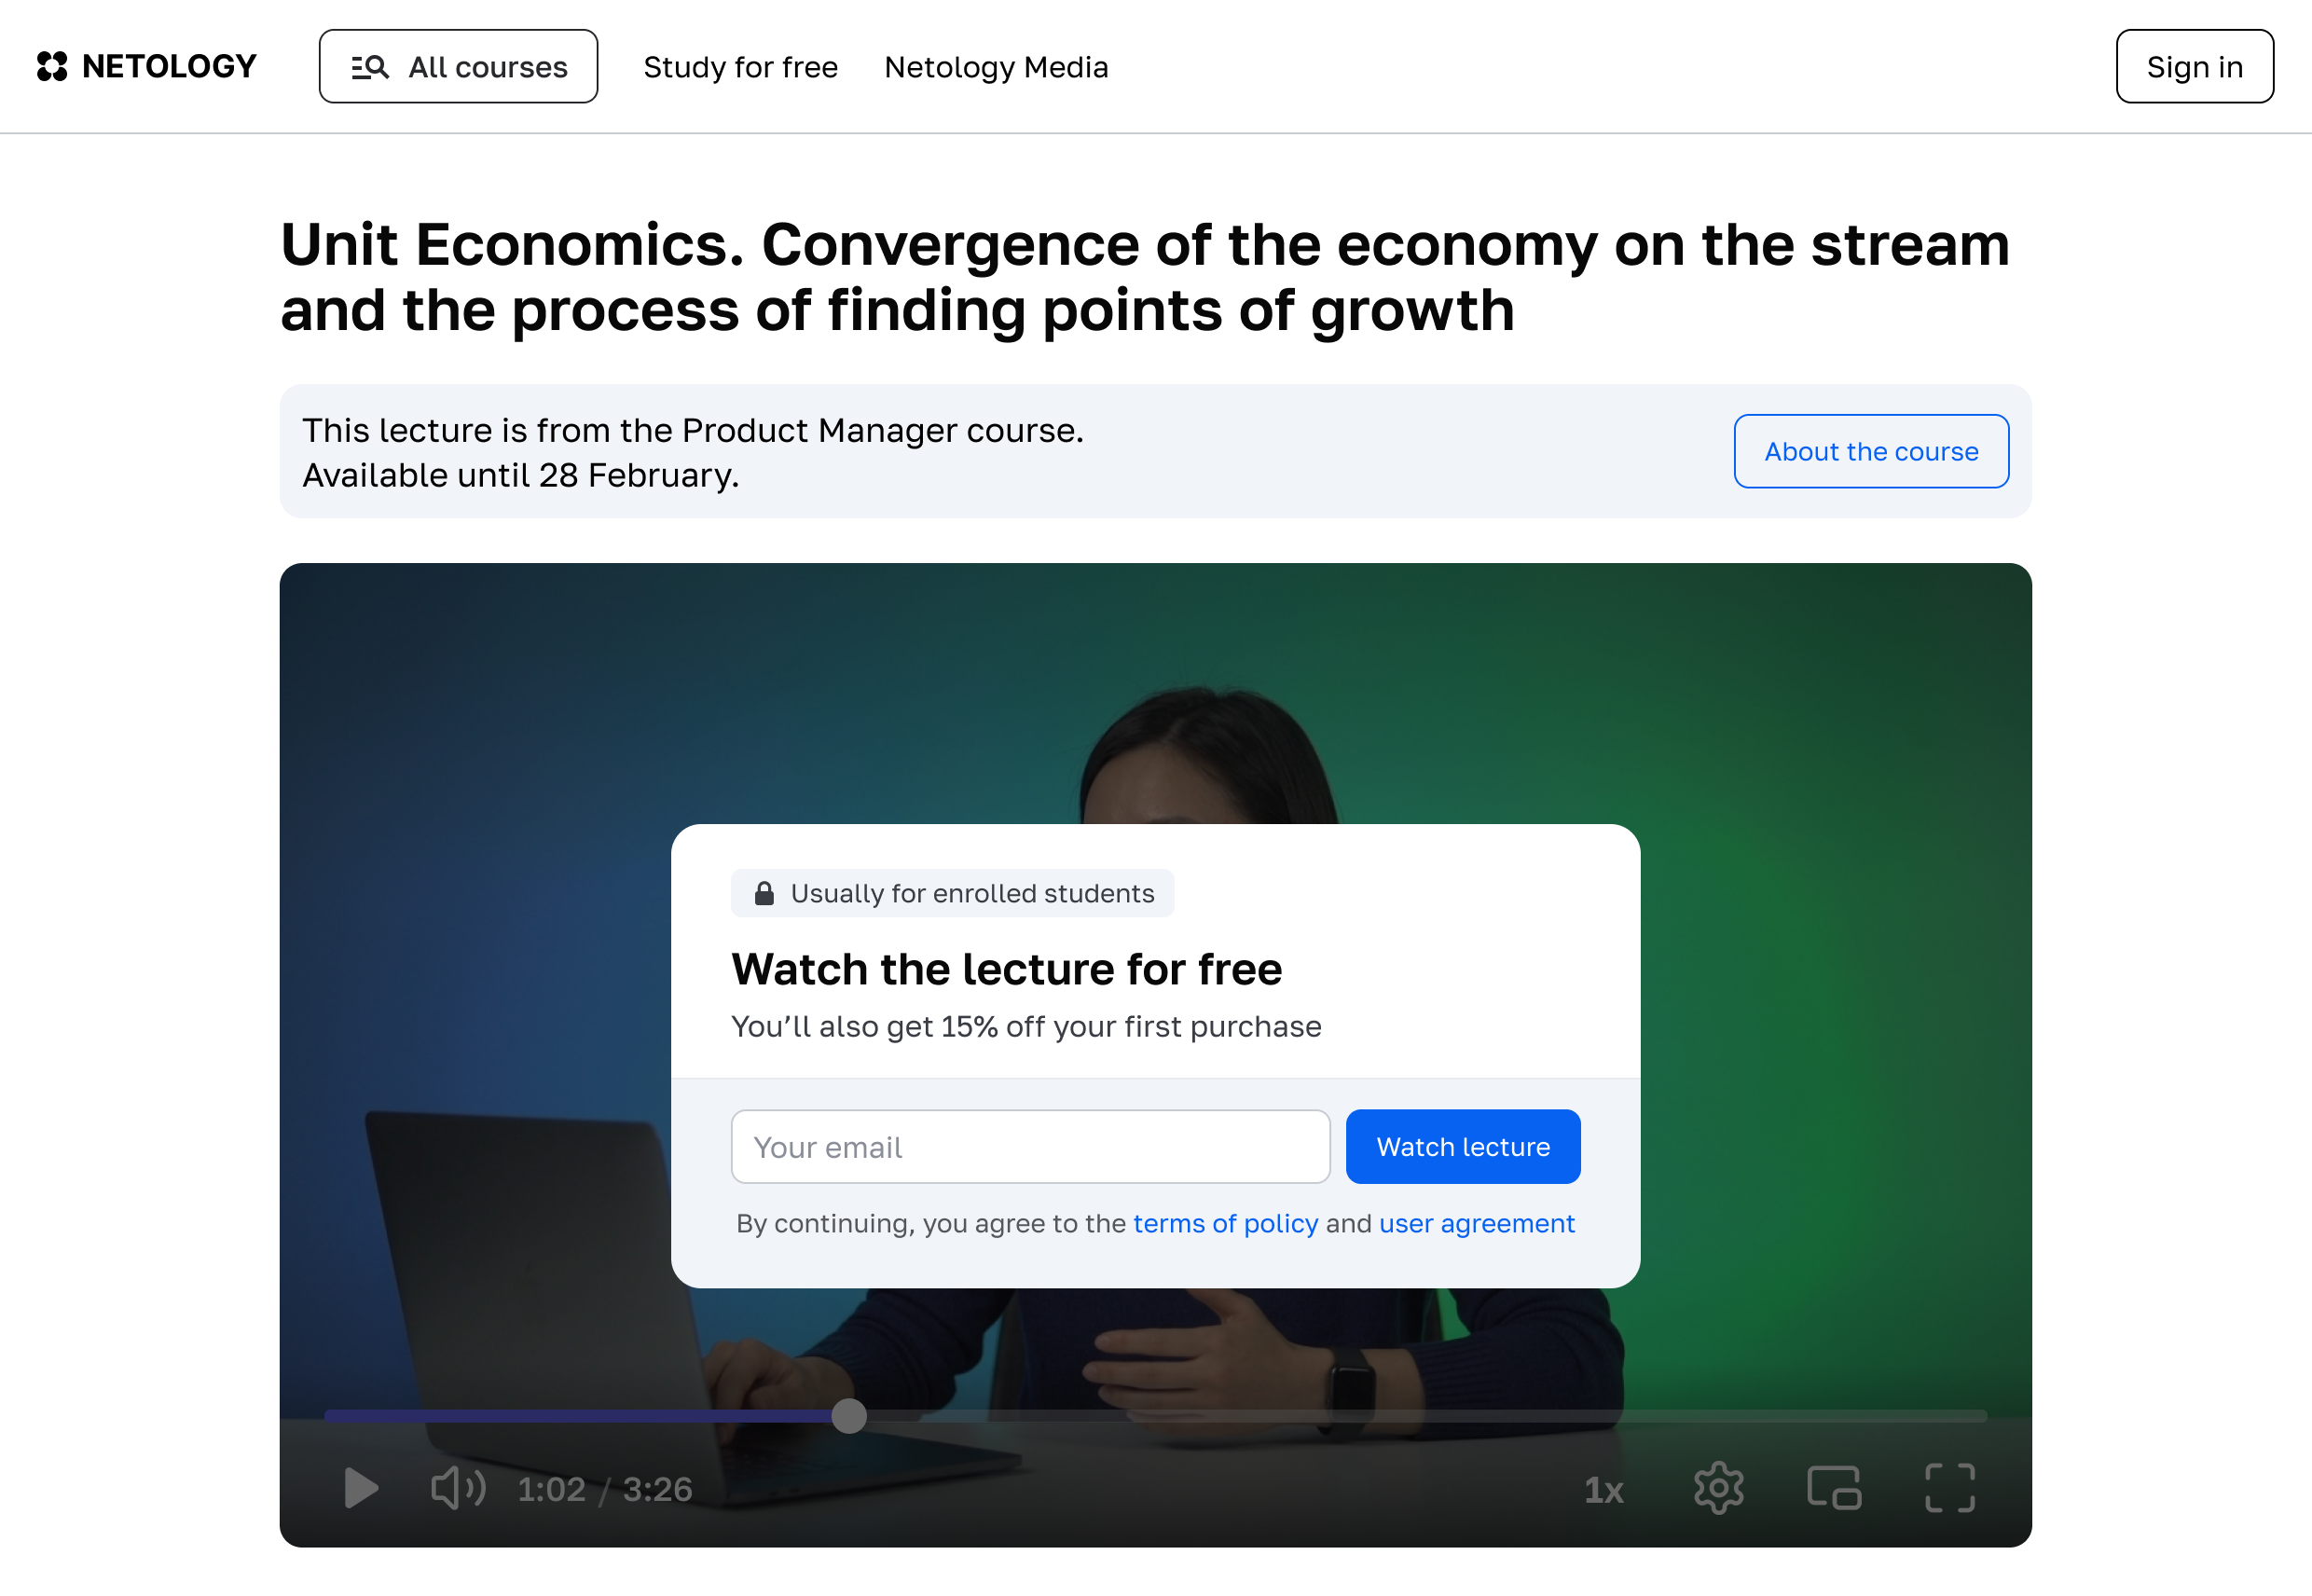 NETOLOGY
All courses
Study for free
Netology Media
Sign in
Unit Economics. Convergence of the economy on the stream
and the process of finding points of growth
This lecture is from the Product Manager course.
Available until 28 February.
About the course
Usually for enrolled students
Watch the lecture for free
You’ll also get 15% off your first purchase
Your email
Watch lecture
By continuing, you agree to the terms of policy and user agreement
1:02 / 3:26
1x